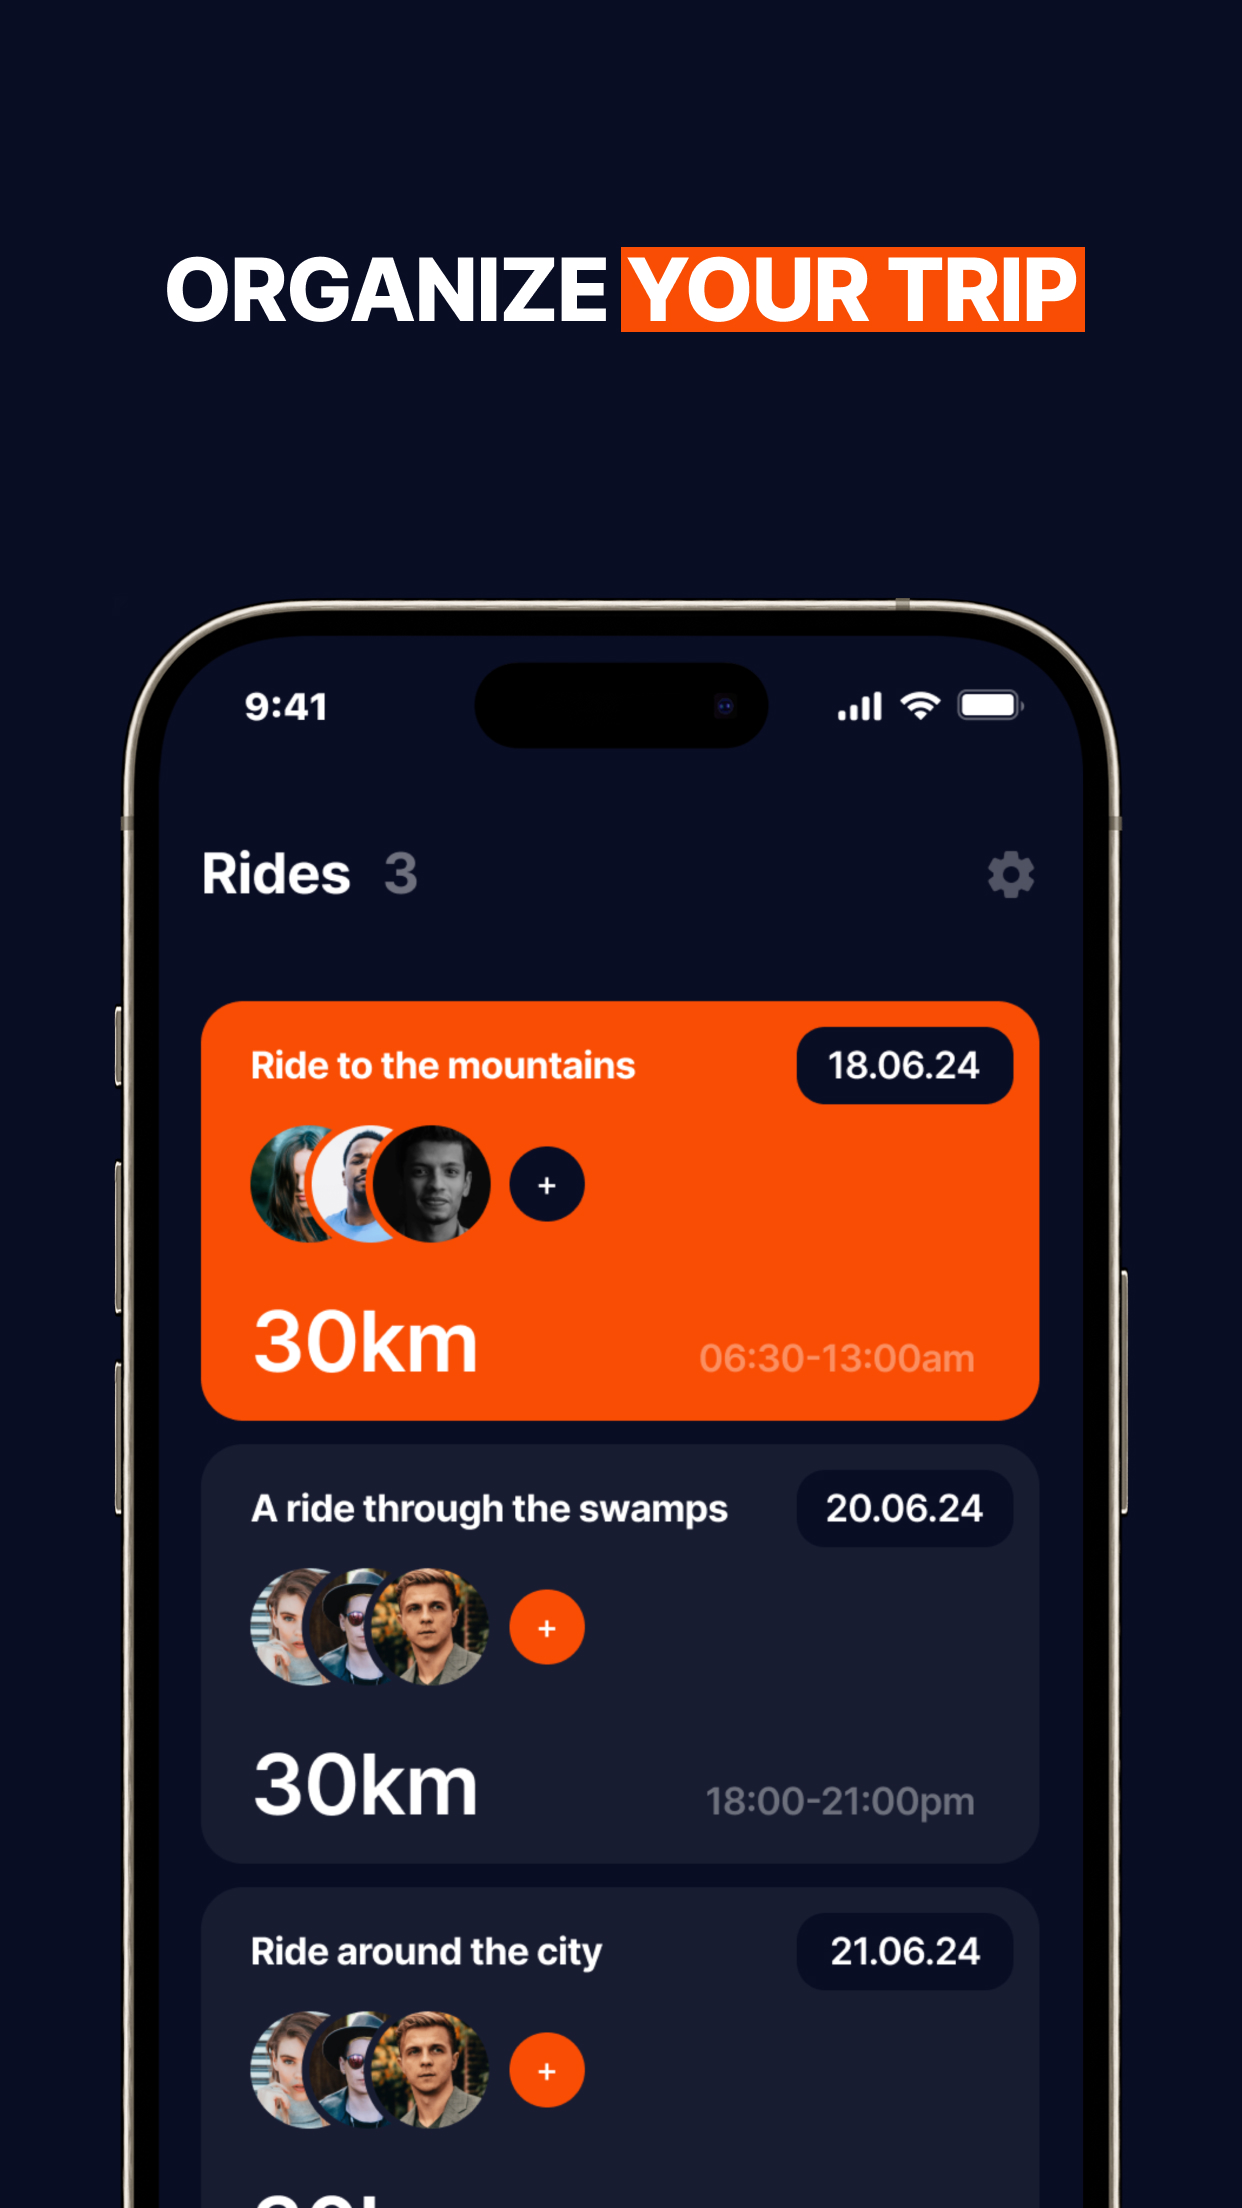 ORGANIZE YOUR TRIP
9:41
Rides 3
Ride to the mountains 18.06.24
+
30km 06:30-13:00am
A ride through the swamps 20.06.24
+
30km 18:00-21:00pm
Ride around the city 21.06.24
+